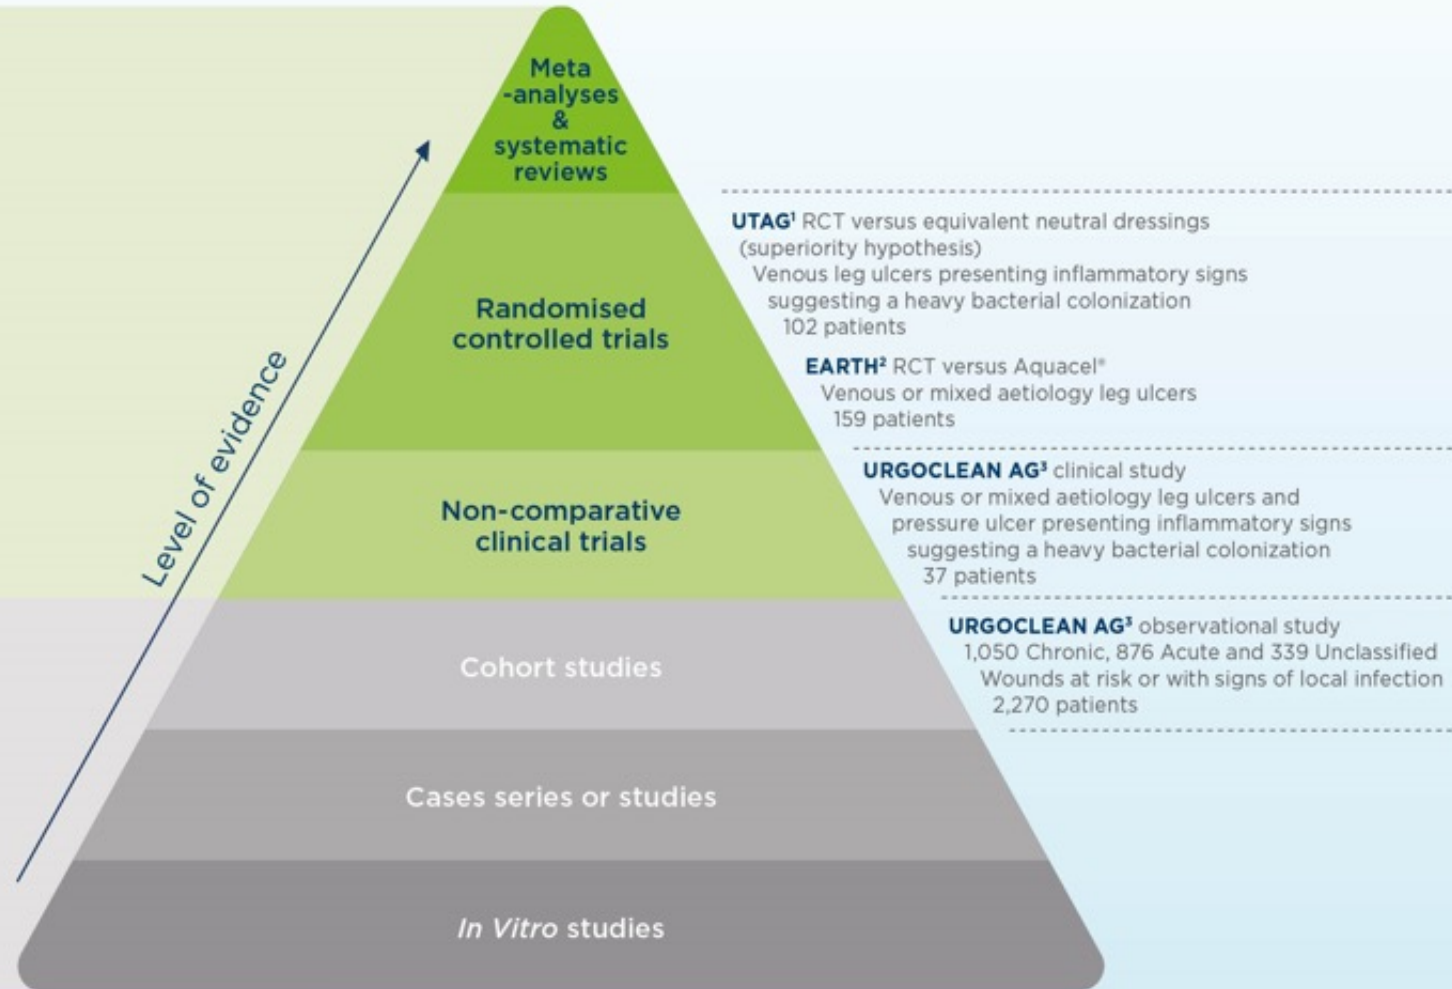 Meta
-analyses
&
systematic
reviews
Randomised
controlled trials
Non-comparative
clinical trials
Cohort studies
Cases series or studies
In Vitro studies
Level of evidence
UTAG¹ RCT versus equivalent neutral dressings
(superiority hypothesis)
Venous leg ulcers presenting inflammatory signs
suggesting a heavy bacterial colonization
102 patients
EARTH² RCT versus Aquacel®
Venous or mixed aetiology leg ulcers
159 patients
URGOCLEAN AG³ clinical study
Venous or mixed aetiology leg ulcers and
pressure ulcer presenting inflammatory signs
suggesting a heavy bacterial colonization
37 patients
URGOCLEAN AG³ observational study
1,050 Chronic, 876 Acute and 339 Unclassified
Wounds at risk or with signs of local infection
2,270 patients